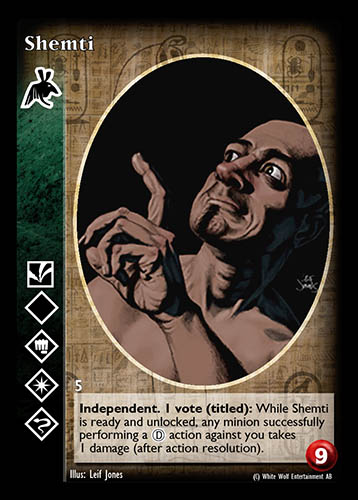 Shemti
5
Independent. 1 vote (titled): While Shemti
is ready and unlocked, any minion successfully
performing a Ⓓ action against you takes
1 damage (after action resolution).
9
Illus: Leif Jones
(C) White Wolf Entertainment AB